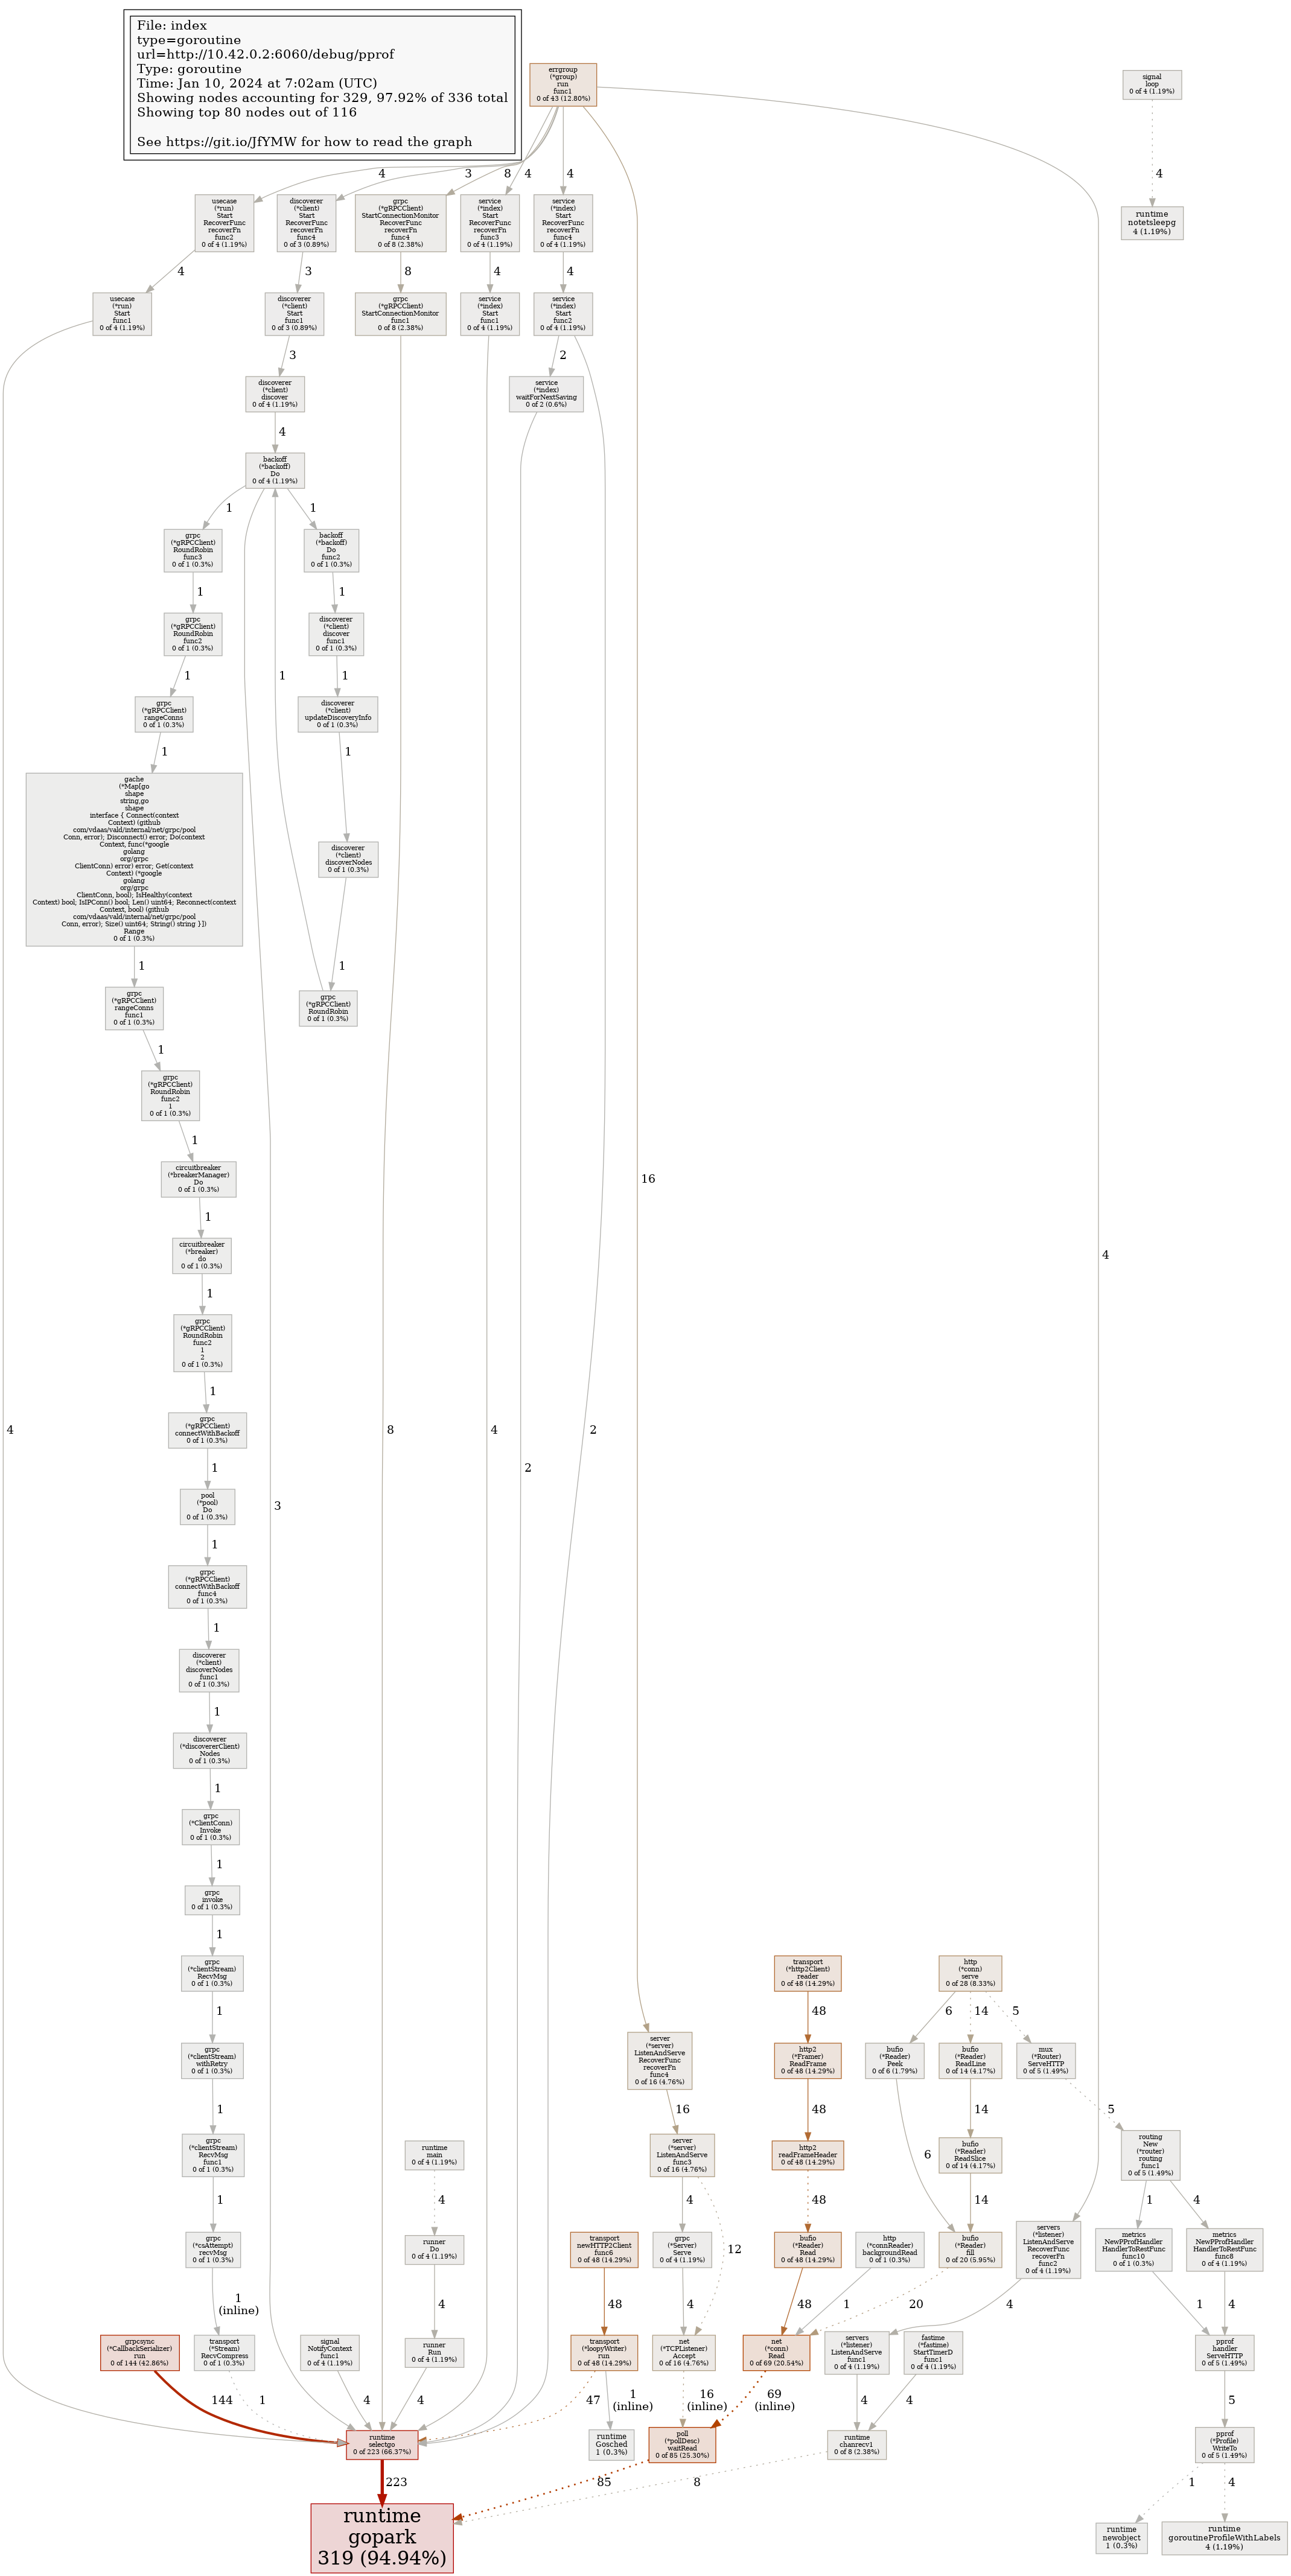 File: index
type=goroutine
url=http://10.42.0.2:6060/debug/pprof
Type: goroutine
Time: Jan 10, 2024 at 7:02am (UTC)
Showing nodes accounting for 329, 97.92% of 336 total
Showing top 80 nodes out of 116
See https://git.io/JfYMW for how to read the graph
errgroup
(*group)
run
func1
0 of 43 (12.80%)
signal
loop
0 of 4 (1.19%)
4
3
8
4
4
4
usecase
(*run)
Start
RecoverFunc
recoverFn
func2
0 of 4 (1.19%)
discoverer
(*client)
Start
RecoverFunc
recoverFn
func4
0 of 3 (0.89%)
grpc
(*gRPCClient)
StartConnectionMonitor
RecoverFunc
recoverFn
func4
0 of 8 (2.38%)
service
(*index)
Start
RecoverFunc
recoverFn
func3
0 of 4 (1.19%)
service
(*index)
Start
RecoverFunc
recoverFn
func4
0 of 4 (1.19%)
runtime
notetsleepg
4 (1.19%)
4
3
8
4
4
usecase
(*run)
Start
func1
0 of 4 (1.19%)
discoverer
(*client)
Start
func1
0 of 3 (0.89%)
grpc
(*gRPCClient)
StartConnectionMonitor
func1
0 of 8 (2.38%)
service
(*index)
Start
func1
0 of 4 (1.19%)
service
(*index)
Start
func2
0 of 4 (1.19%)
3
2
discoverer
(*client)
discover
0 of 4 (1.19%)
service
(*index)
waitForNextSaving
0 of 2 (0.6%)
4
backoff
(*backoff)
Do
0 of 4 (1.19%)
1
1
grpc
(*gRPCClient)
RoundRobin
func3
0 of 1 (0.3%)
backoff
(*backoff)
Do
func2
0 of 1 (0.3%)
1
1
grpc
(*gRPCClient)
RoundRobin
func2
0 of 1 (0.3%)
discoverer
(*client)
discover
func1
0 of 1 (0.3%)
1
1
1
grpc
(*gRPCClient)
rangeConns
0 of 1 (0.3%)
discoverer
(*client)
updateDiscoveryInfo
0 of 1 (0.3%)
1
1
gache
(*Map[go
shape
string,go
shape
interface { Connect(context
Context) (github
com/vdaas/vald/internal/net/grpc/pool
Conn, error); Disconnect() error; Do(context
Context, func(*google
golang
org/grpc
ClientConn) error) error; Get(context
Context) (*google
golang
org/grpc
ClientConn, bool); IsHealthy(context
Context) bool; IsIPConn() bool; Len() uint64; Reconnect(context
Context, bool) (github
com/vdaas/vald/internal/net/grpc/pool
Conn, error); Size() uint64; String() string }])
Range
0 of 1 (0.3%)
discoverer
(*client)
discoverNodes
0 of 1 (0.3%)
1
1
grpc
(*gRPCClient)
rangeConns
func1
0 of 1 (0.3%)
grpc
(*gRPCClient)
RoundRobin
0 of 1 (0.3%)
1
grpc
(*gRPCClient)
RoundRobin
func2
1
0 of 1 (0.3%)
1
16
circuitbreaker
(*breakerManager)
Do
0 of 1 (0.3%)
1
4
circuitbreaker
(*breaker)
do
0 of 1 (0.3%)
1
grpc
(*gRPCClient)
RoundRobin
func2
1
2
0 of 1 (0.3%)
1
grpc
(*gRPCClient)
connectWithBackoff
0 of 1 (0.3%)
4
8
4
2
1
2
pool
(*pool)
Do
0 of 1 (0.3%)
3
1
grpc
(*gRPCClient)
connectWithBackoff
func4
0 of 1 (0.3%)
1
discoverer
(*client)
discoverNodes
func1
0 of 1 (0.3%)
1
discoverer
(*discovererClient)
Nodes
0 of 1 (0.3%)
1
grpc
(*ClientConn)
Invoke
0 of 1 (0.3%)
1
grpc
invoke
0 of 1 (0.3%)
1
grpc
(*clientStream)
RecvMsg
0 of 1 (0.3%)
transport
(*http2Client)
reader
0 of 48 (14.29%)
http
(*conn)
serve
0 of 28 (8.33%)
1
48
6
14
5
grpc
(*clientStream)
withRetry
0 of 1 (0.3%)
server
(*server)
ListenAndServe
RecoverFunc
recoverFn
func4
0 of 16 (4.76%)
http2
(*Framer)
ReadFrame
0 of 48 (14.29%)
bufio
(*Reader)
Peek
0 of 6 (1.79%)
bufio
(*Reader)
ReadLine
0 of 14 (4.17%)
mux
(*Router)
ServeHTTP
0 of 5 (1.49%)
1
16
48
14
5
grpc
(*clientStream)
RecvMsg
func1
0 of 1 (0.3%)
runtime
main
0 of 4 (1.19%)
server
(*server)
ListenAndServe
func3
0 of 16 (4.76%)
http2
readFrameHeader
0 of 48 (14.29%)
6
bufio
(*Reader)
ReadSlice
0 of 14 (4.17%)
routing
New
(*router)
routing
func1
0 of 5 (1.49%)
1
4
4
48
14
1
4
grpc
(*csAttempt)
recvMsg
0 of 1 (0.3%)
runner
Do
0 of 4 (1.19%)
transport
newHTTP2Client
func6
0 of 48 (14.29%)
grpc
(*Server)
Serve
0 of 4 (1.19%)
12
bufio
(*Reader)
Read
0 of 48 (14.29%)
http
(*connReader)
backgroundRead
0 of 1 (0.3%)
bufio
(*Reader)
fill
0 of 20 (5.95%)
servers
(*listener)
ListenAndServe
RecoverFunc
recoverFn
func2
0 of 4 (1.19%)
metrics
NewPProfHandler
HandlerToRestFunc
func10
0 of 1 (0.3%)
metrics
NewPProfHandler
HandlerToRestFunc
func8
0 of 4 (1.19%)
1
(inline)
4
48
4
48
1
20
4
1
4
grpcsync
(*CallbackSerializer)
run
0 of 144 (42.86%)
transport
(*Stream)
RecvCompress
0 of 1 (0.3%)
signal
NotifyContext
func1
0 of 4 (1.19%)
runner
Run
0 of 4 (1.19%)
transport
(*loopyWriter)
run
0 of 48 (14.29%)
net
(*TCPListener)
Accept
0 of 16 (4.76%)
net
(*conn)
Read
0 of 69 (20.54%)
servers
(*listener)
ListenAndServe
func1
0 of 4 (1.19%)
fastime
(*fastime)
StartTimerD
func1
0 of 4 (1.19%)
pprof
handler
ServeHTTP
0 of 5 (1.49%)
144
1
4
4
47
1
(inline)
16
(inline)
69
(inline)
4
4
5
runtime
selectgo
0 of 223 (66.37%)
runtime
Gosched
1 (0.3%)
poll
(*pollDesc)
waitRead
0 of 85 (25.30%)
runtime
chanrecv1
0 of 8 (2.38%)
pprof
(*Profile)
WriteTo
0 of 5 (1.49%)
223
85
8
1
4
runtime
gopark
319 (94.94%)
runtime
newobject
1 (0.3%)
runtime
goroutineProfileWithLabels
4 (1.19%)